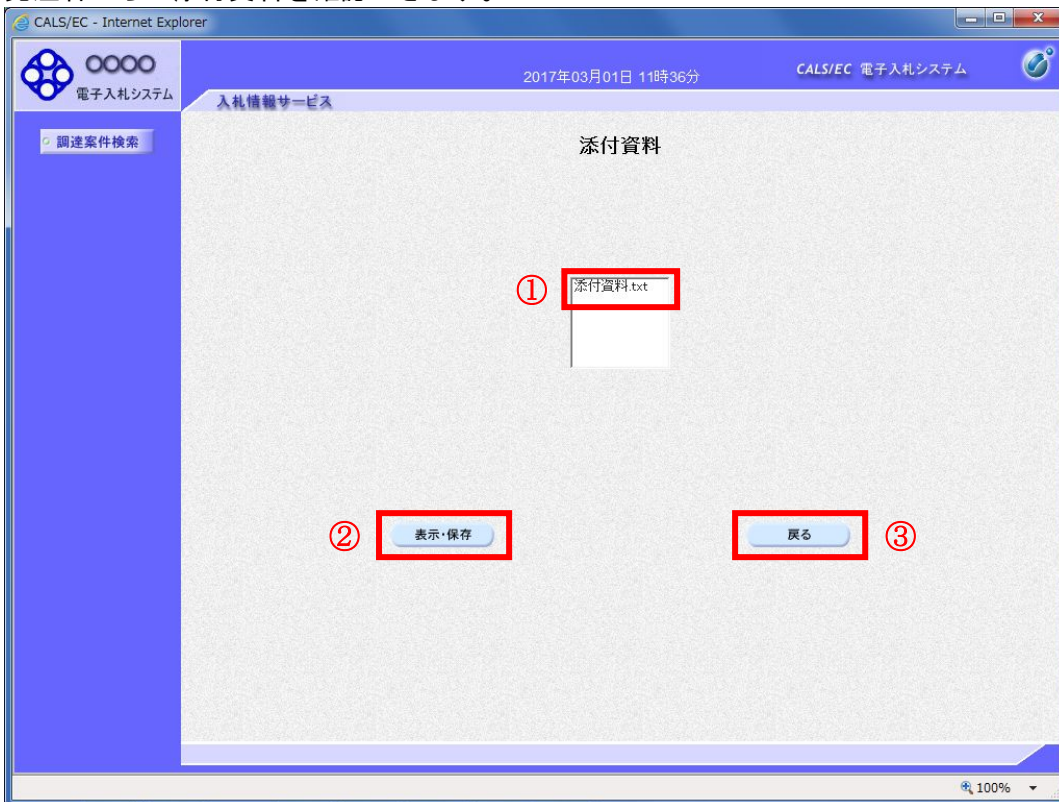 CALS/EC - Internet Explorer
OOOO
電子入札システム
2017年03月01日 11時36分
CALS/EC 電子入札システム
入札情報サービス
調達案件検索
添付資料
① 添付資料.txt
② 表示・保存
戻る ③
100%